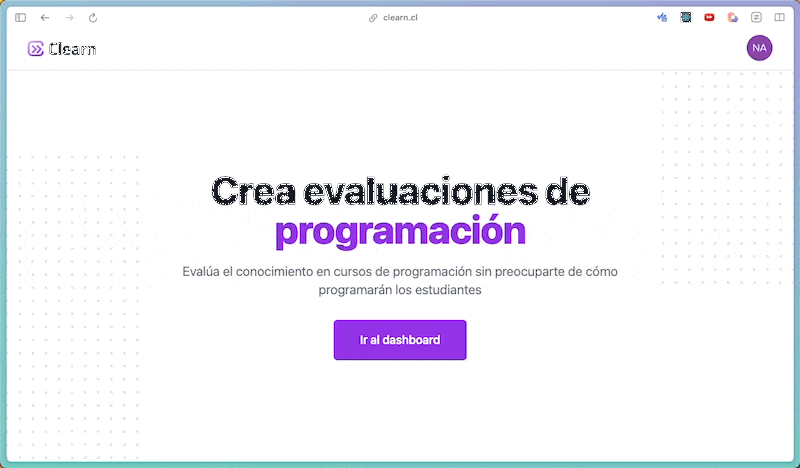 clearn.cl
Clearn
NA
Crea evaluaciones de
programación
Evalúa el conocimiento en cursos de programación sin preocuparte de cómo
programarán los estudiantes
Ir al dashboard